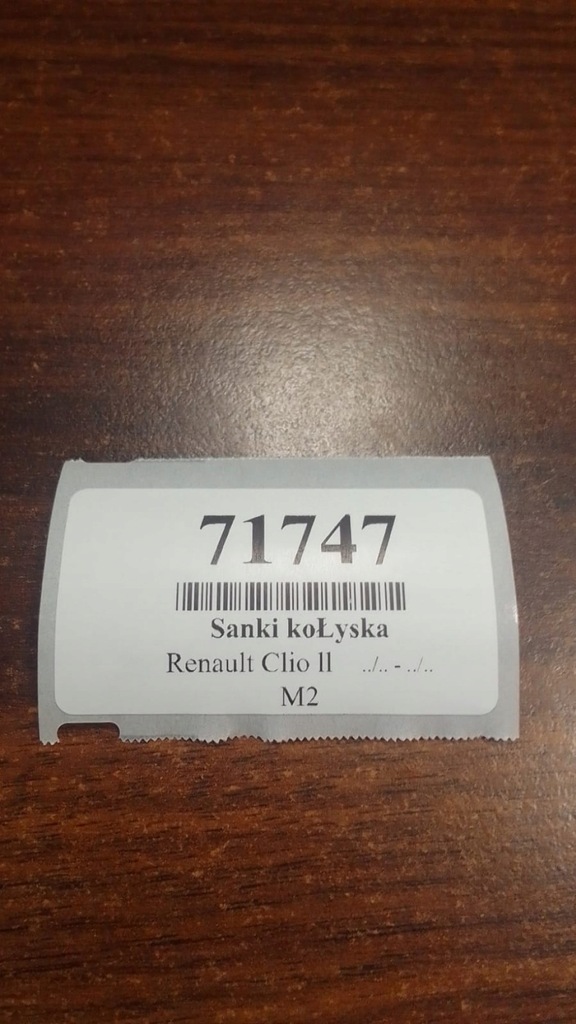 71747
Sanki koŁyska
Renault Clio ll ../.. - ../..
M2